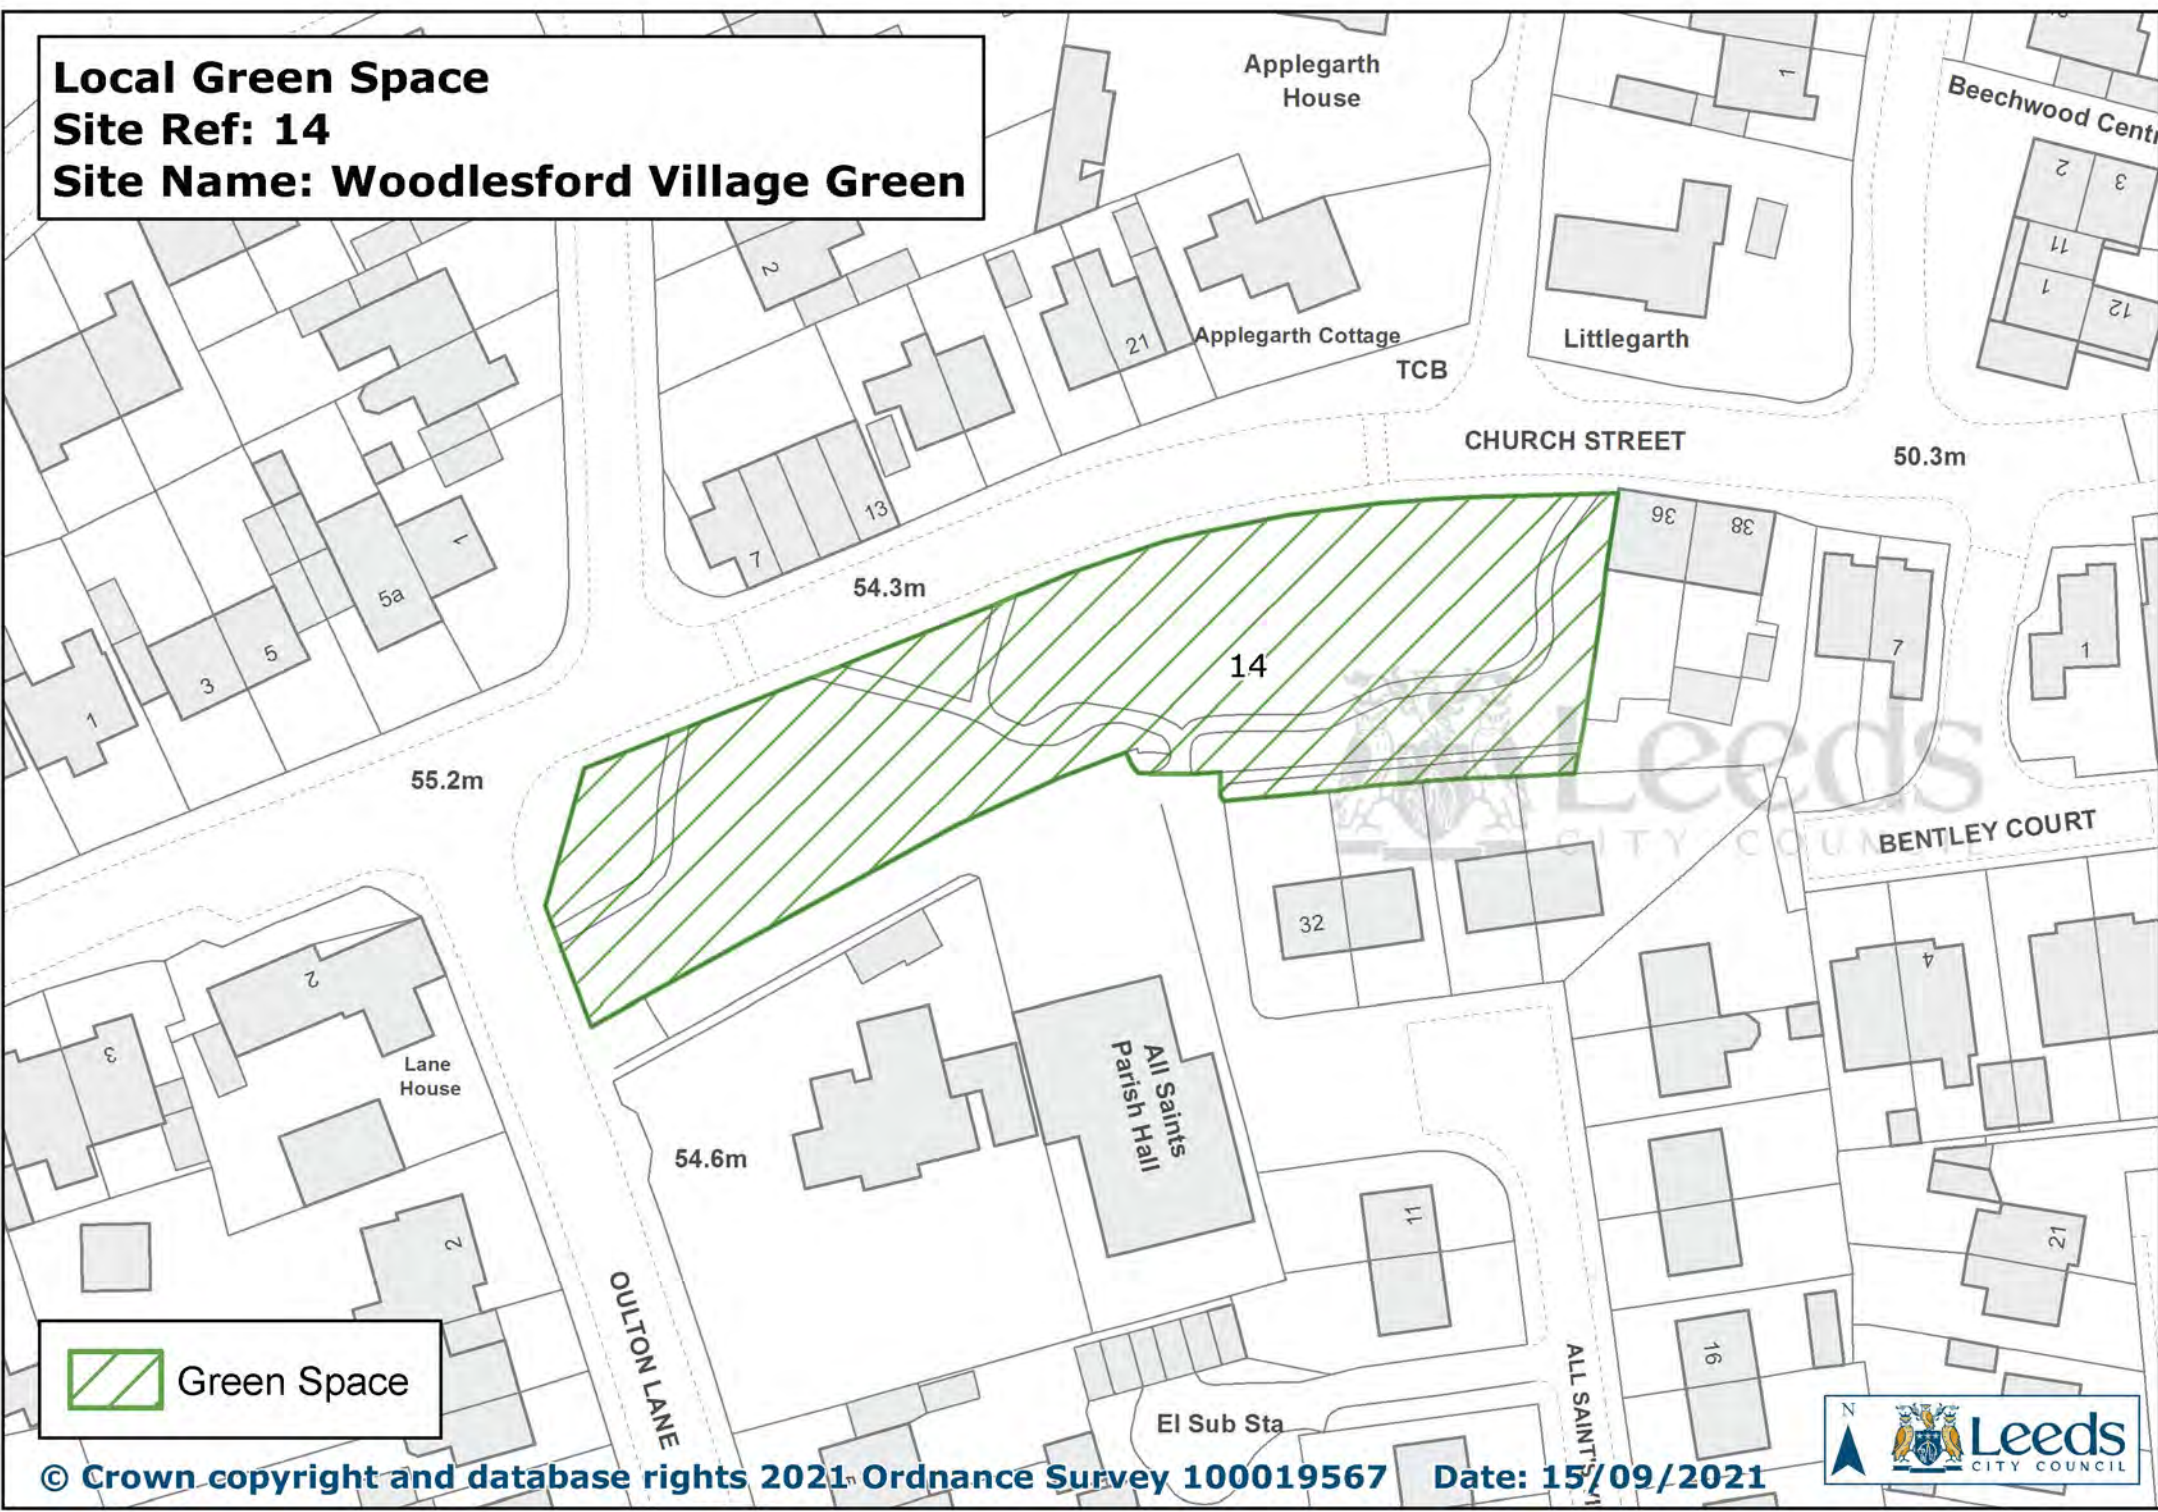 Local Green Space
Site Ref: 14
Site Name: Woodlesford Village Green
Applegarth
House
1
Beechwood
2
3
11
1
12
2
21
Applegarth Cottage
TCB
Littlegarth
CHURCH STREET
50.3m
13
7
54.3m
36
38
1
5a
5
3
1
14
7
1
55.2m
Leeds
CITY COUNCIL
BENTLEY COURT
32
2
3
Lane
House
4
All Saints
Parish Hall
54.6m
11
2
21
OULTON LANE
16
ALL SAINT'S
Green Space
El Sub Sta
N
Leeds
CITY COUNCIL
© Crown copyright and database rights 2021 Ordnance Survey 100019567 Date: 15/09/2021